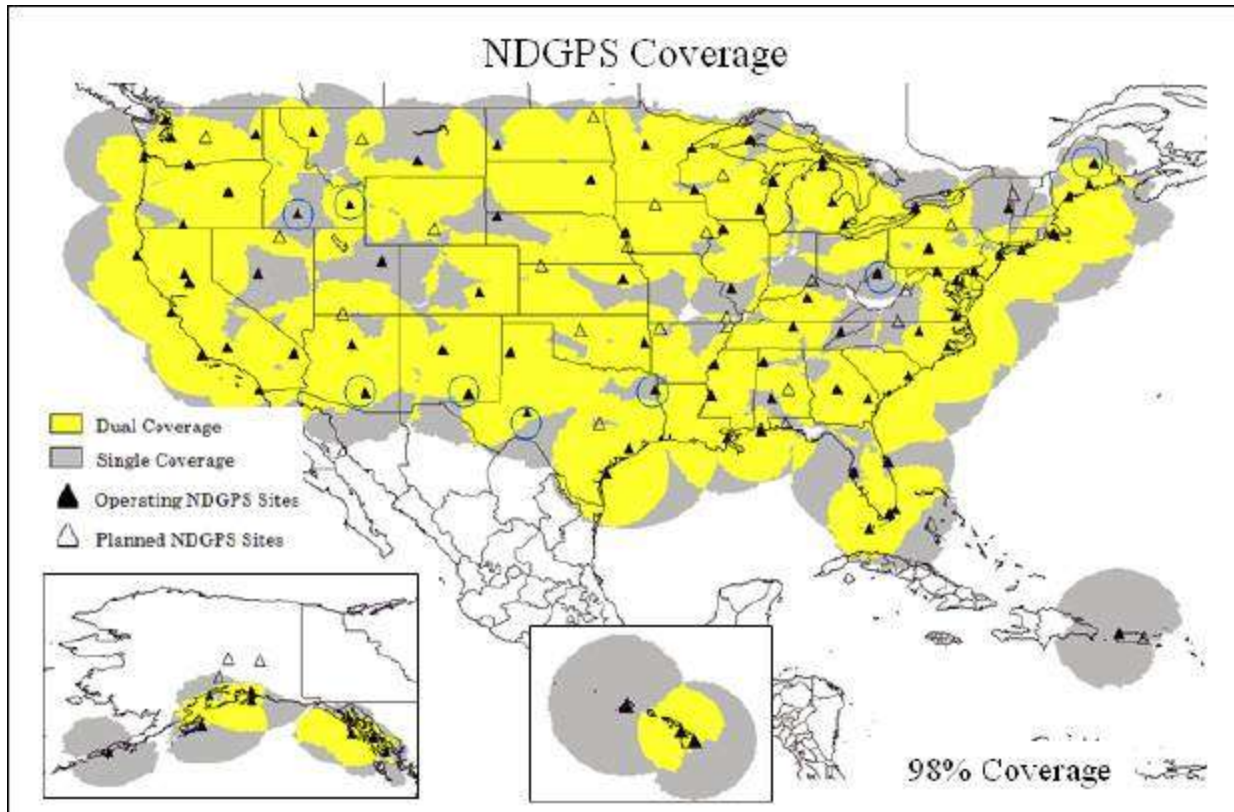 NDGPS Coverage
Dual Coverage
Single Coverage
Operating NDGPS Sites
Planned NDGPS Sites
98% Coverage